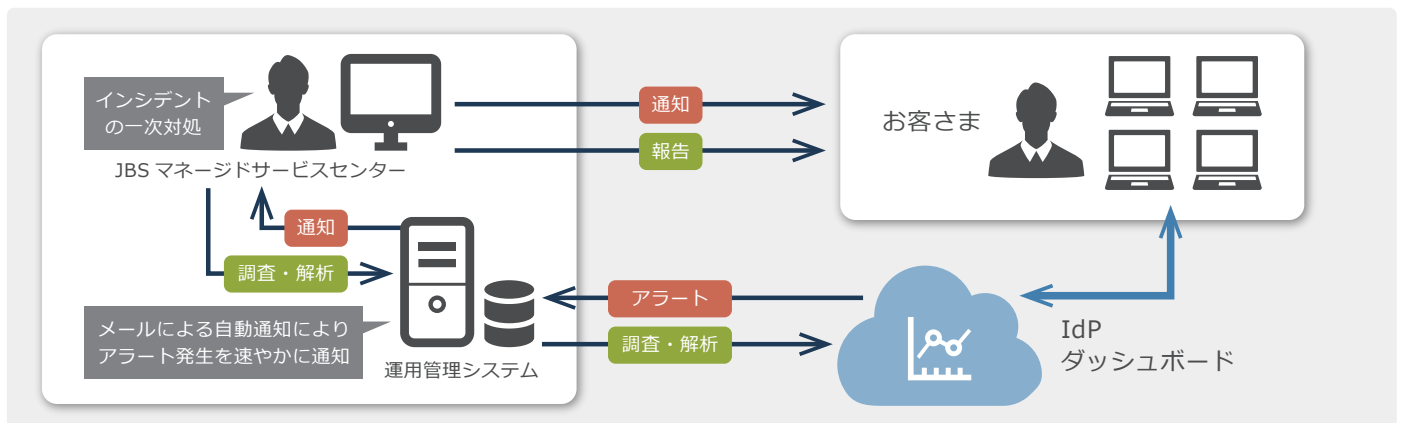 インシデント
の一次対処
JBS マネージドサービスセンター
通知
調査・解析
メールによる自動通知により
アラート発生を速やかに通知
運用管理システム
通知
報告
アラート
調査・解析
お客さま
IdP
ダッシュボード